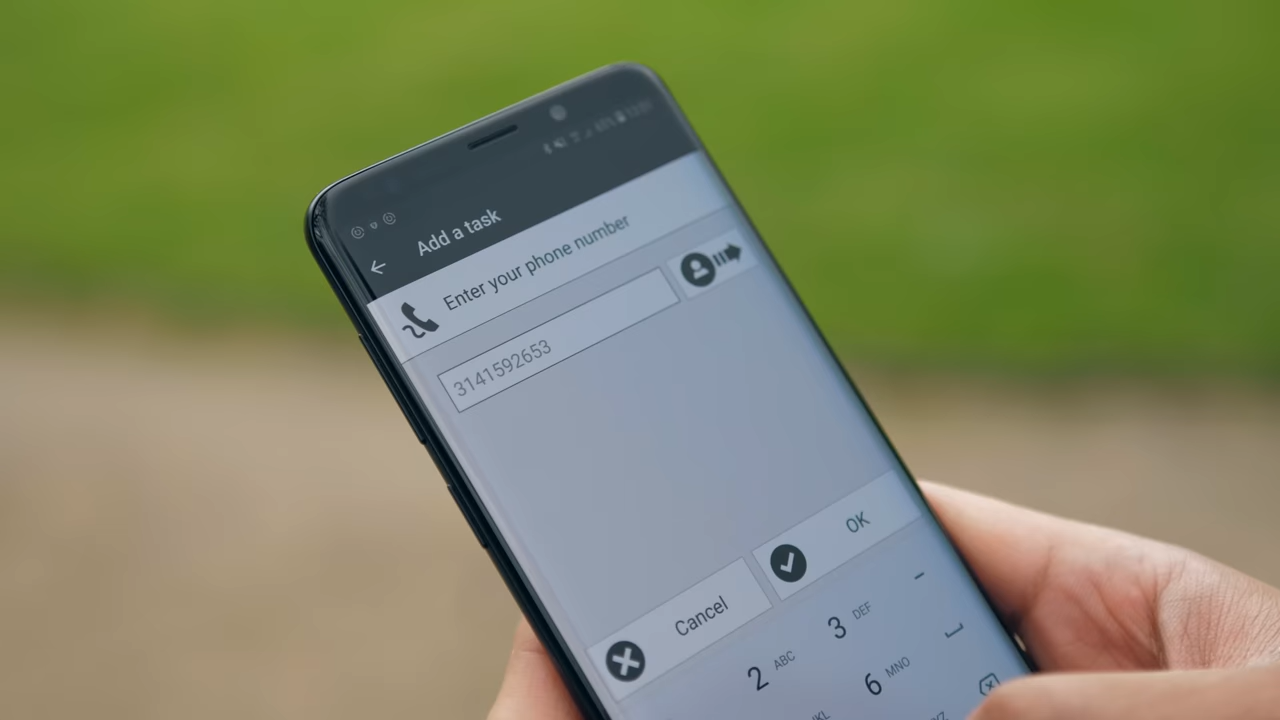 Add a task
Enter your phone number
3141592653
OK
Cancel
2 ABC
3 DEF
6 MNO